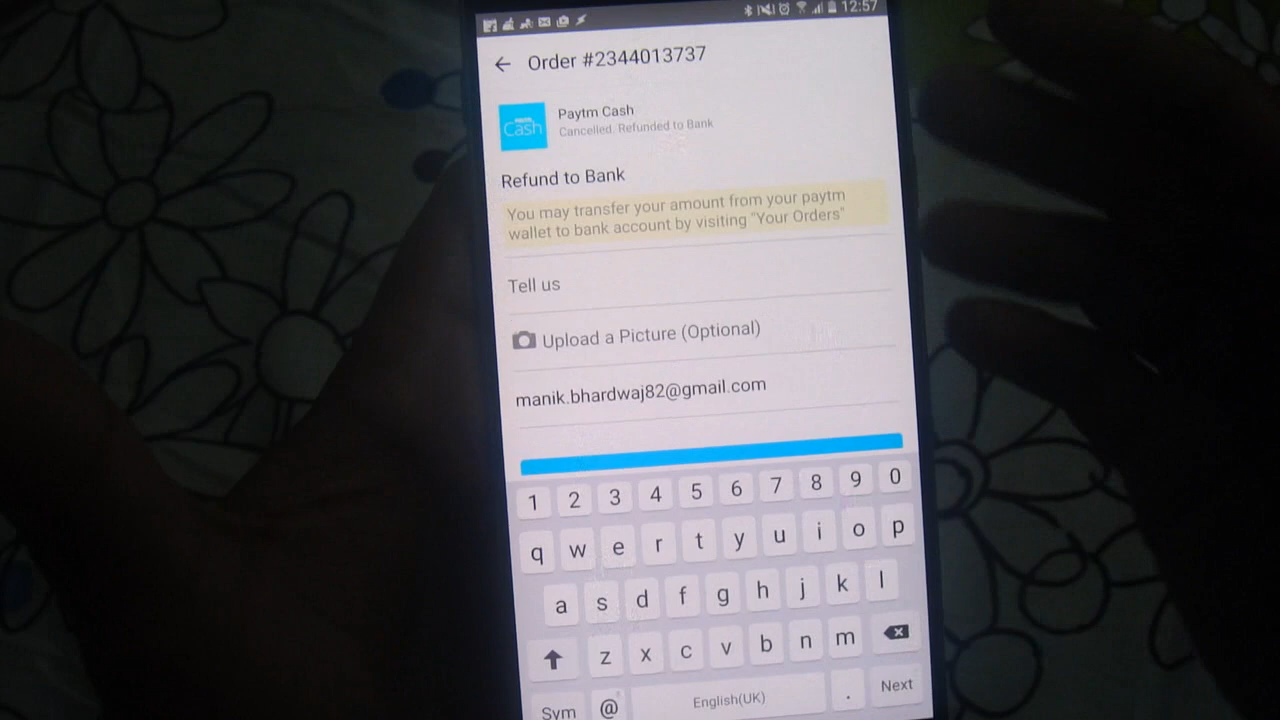 12:57
Order #2344013737
Paytm Cash
Cash
Cancelled. Refunded to Bank
Refund to Bank
You may transfer your amount from your paytm
wallet to bank account by visiting "Your Orders"
Tell us
Upload a Picture (Optional)
manik.bhardwaj82@gmail.com
1 2 3 4 5 6 7 8 9 0
q w e r t y u i o p
a s d f g h j k l
z x c v b n m
Sym @ English(UK) . Next